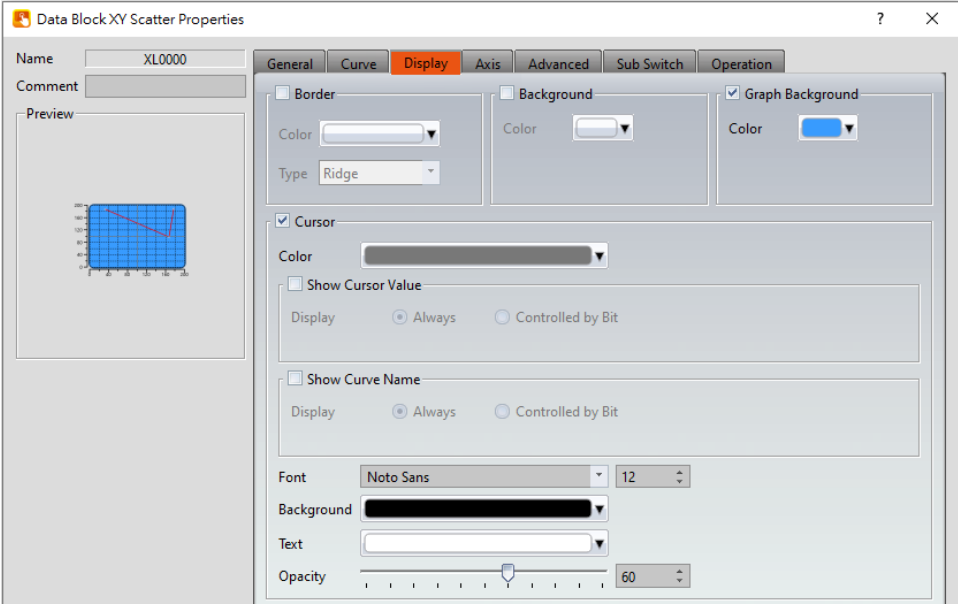 Data Block XY Scatter Properties
?
Name XL0000
Comment
Preview
General Curve Display Axis Advanced Sub Switch Operation
Border
Color
Type Ridge
Background
Color
Graph Background
Color
Cursor
Color
Show Cursor Value
Display Always Controlled by Bit
Show Curve Name
Display Always Controlled by Bit
Font Noto Sans 12
Background
Text
Opacity 60